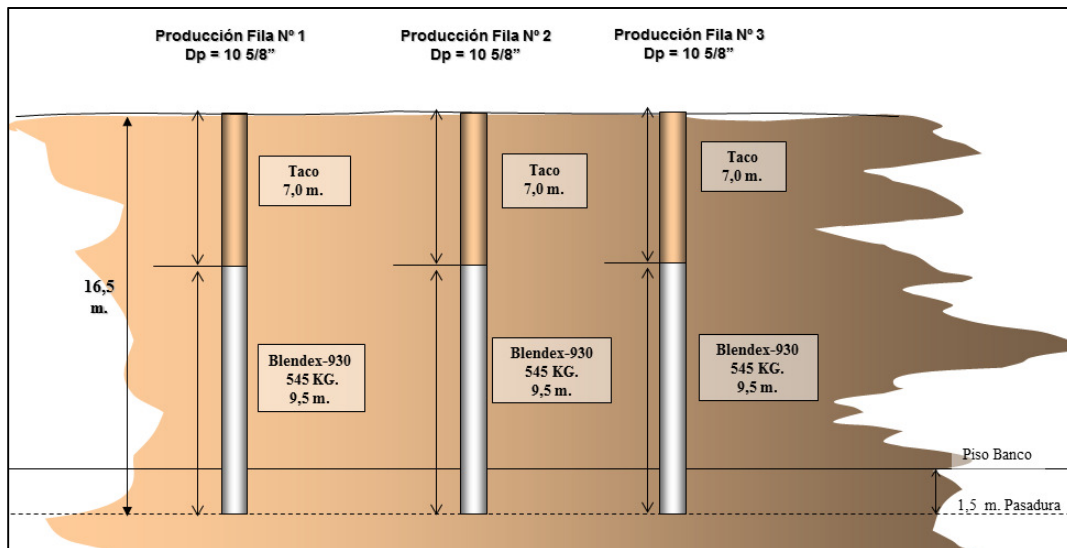 Producción Fila Nº 1
Dp = 10 5/8”
Producción Fila Nº 2
Dp = 10 5/8”
Producción Fila Nº 3
Dp = 10 5/8”
Taco
7,0 m.
Taco
7,0 m.
Taco
7,0 m.
16,5
m.
Blendex-930
545 KG.
9,5 m.
Blendex-930
545 KG.
9,5 m.
Blendex-930
545 KG.
9,5 m.
Piso Banco
1,5 m. Pasadura